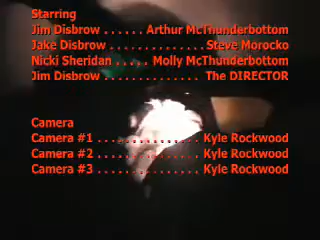 Starring
Jim Disbrow . . . . . . Arthur McThunderbottom
Jake Disbrow . . . . . . . . . . . . . . Steve Morocko
Nicki Sheridan . . . . . Molly McThunderbottom
Jim Disbrow . . . . . . . . . . . . . . The DIRECTOR
Camera
Camera #1 . . . . . . . . . . . . . . . Kyle Rockwood
Camera #2 . . . . . . . . . . . . . . . Kyle Rockwood
Camera #3 . . . . . . . . . . . . . . . Kyle Rockwood